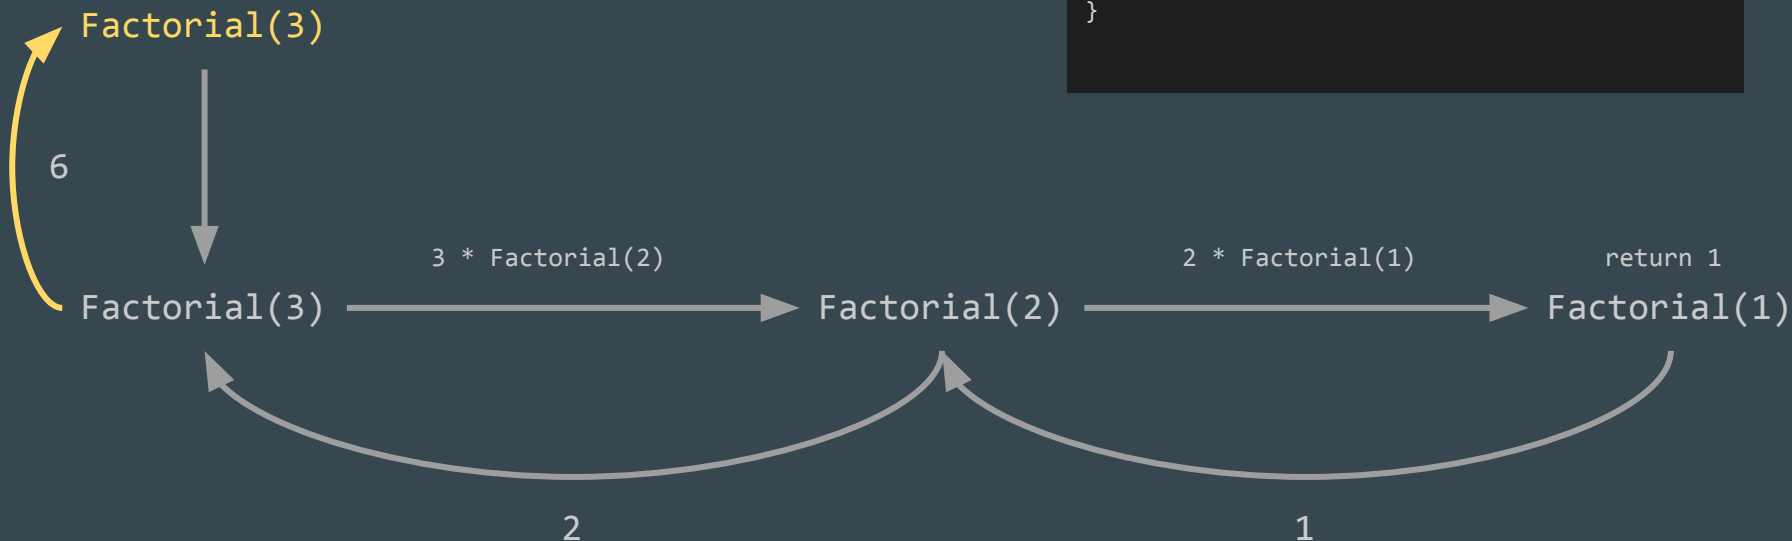 }
Factorial(3)
6
3 * Factorial(2)
2 * Factorial(1)
return 1
Factorial(3)
Factorial(2)
Factorial(1)
2
1